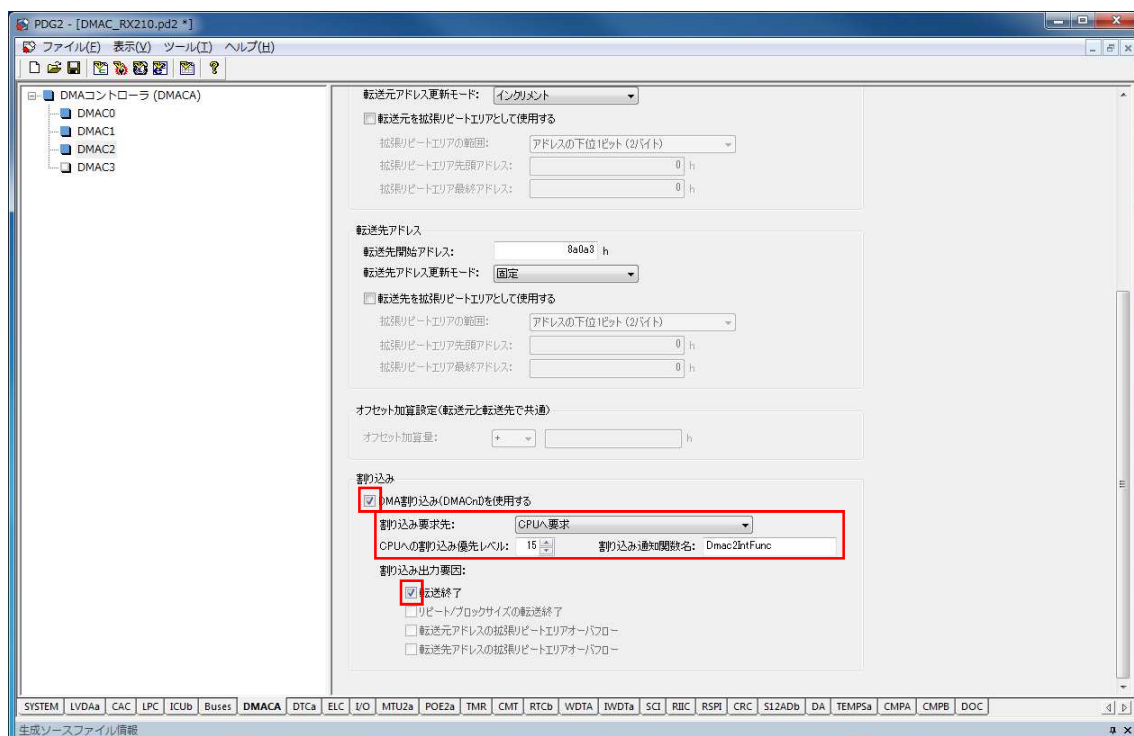 PDG2 - [DMAC_RX210.pd2 *]
ファイル(F) 表示(V) ツール(T) ヘルプ(H)
DMAコントローラ (DMACA)
DMAC0
DMAC1
DMAC2
DMAC3
転送元アドレス更新モード: インクリメント
転送元を拡張リピートエリアとして使用する
拡張リピートエリアの範囲: アドレスの下位1ビット (2バイト)
拡張リピートエリア先頭アドレス: 0 h
拡張リピートエリア最終アドレス: 0 h
転送先アドレス
転送先開始アドレス: 8a0a3 h
転送先アドレス更新モード: 固定
転送先を拡張リピートエリアとして使用する
拡張リピートエリアの範囲: アドレスの下位1ビット (2バイト)
拡張リピートエリア先頭アドレス: 0 h
拡張リピートエリア最終アドレス: 0 h
オフセット加算設定(転送元と転送先で共通)
オフセット加算量: + h
割り込み
DMA割り込み(DMACnI)を使用する
割り込み要求先: CPUへ要求
CPUへの割り込み優先レベル: 15 割り込み通知関数名: Dmac2IntFunc
割り込み出力要因:
転送終了
リピート/ブロックサイズの転送終了
転送元アドレスの拡張リピートエリアオーバフロー
転送先アドレスの拡張リピートエリアオーバフロー
SYSTEM LVDAa CAC LPC ICUb Buses DMACA DTCa ELC I/O MTU2a POE2a TMR CMT RTCb WDTA IWDTa SCI RIIC RSPI CRC S12ADb DA TEMPSa CMPA CMPB DOC
生成ソースファイル情報